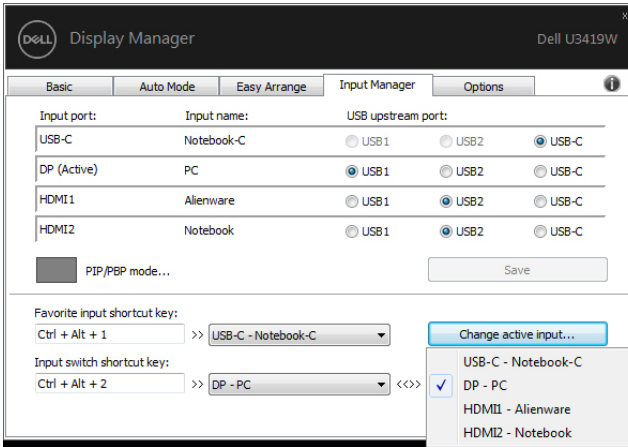 DELL Display Manager Dell U3419W
Basic Auto Mode Easy Arrange Input Manager Options
Input port: Input name: USB upstream port:
USB-C Notebook-C USB1 USB2 USB-C
DP (Active) PC USB1 USB2 USB-C
HDMI1 Alienware USB1 USB2 USB-C
HDMI2 Notebook USB1 USB2 USB-C
PIP/PBP mode... Save
Favorite input shortcut key:
Ctrl + Alt + 1 >> USB-C - Notebook-C Change active input...
Input switch shortcut key:
Ctrl + Alt + 2 >> DP - PC <<>>
USB-C - Notebook-C
DP - PC
HDMI1 - Alienware
HDMI2 - Notebook